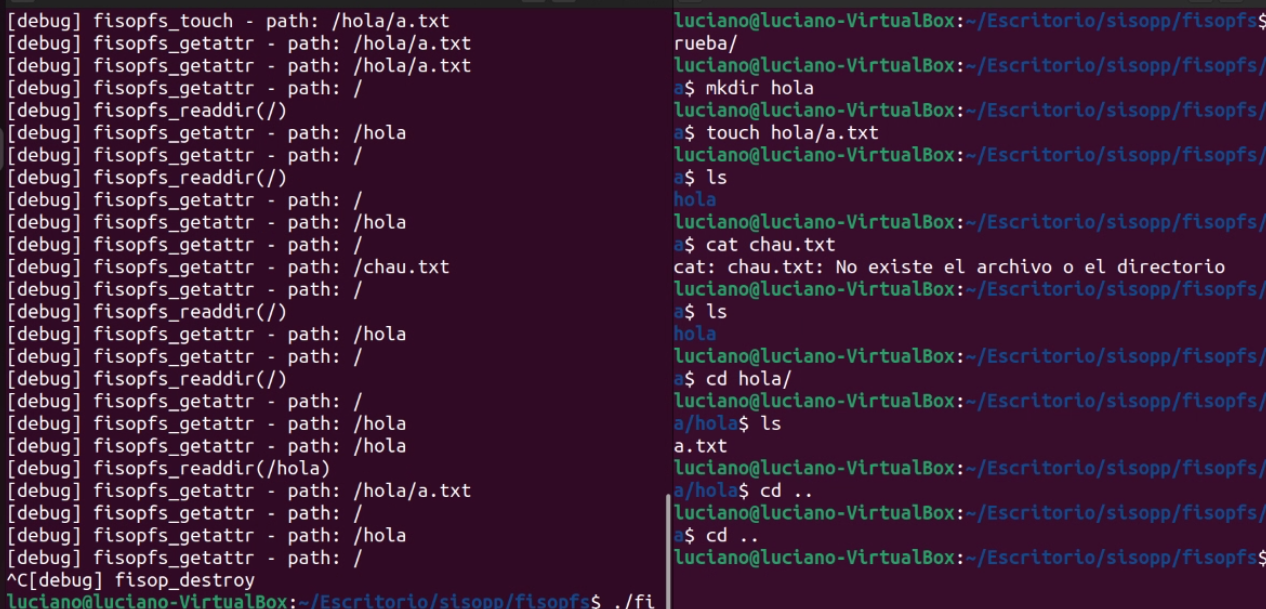 [debug] fisopfs_touch - path: /hola/a.txt
[debug] fisopfs_getattr - path: /hola/a.txt
[debug] fisopfs_getattr - path: /hola/a.txt
[debug] fisopfs_getattr - path: /
[debug] fisopfs_readdir(/)
[debug] fisopfs_getattr - path: /hola
[debug] fisopfs_getattr - path: /
[debug] fisopfs_readdir(/)
[debug] fisopfs_getattr - path: /
[debug] fisopfs_getattr - path: /hola
[debug] fisopfs_getattr - path: /
[debug] fisopfs_getattr - path: /chau.txt
[debug] fisopfs_getattr - path: /
[debug] fisopfs_readdir(/)
[debug] fisopfs_getattr - path: /hola
[debug] fisopfs_getattr - path: /
[debug] fisopfs_readdir(/)
[debug] fisopfs_getattr - path: /
[debug] fisopfs_getattr - path: /hola
[debug] fisopfs_getattr - path: /hola
[debug] fisopfs_readdir(/hola)
[debug] fisopfs_getattr - path: /hola/a.txt
[debug] fisopfs_getattr - path: /
[debug] fisopfs_getattr - path: /hola
[debug] fisopfs_getattr - path: /
^C[debug] fisop_destroy
luciano@luciano-VirtualBox:~/Escritorio/sisopp/fisopfs$ ./fi
luciano@luciano-VirtualBox:~/Escritorio/sisopp/fisopfs$
rueba/
luciano@luciano-VirtualBox:~/Escritorio/sisopp/fisopfs/
a$ mkdir hola
luciano@luciano-VirtualBox:~/Escritorio/sisopp/fisopfs/
a$ touch hola/a.txt
luciano@luciano-VirtualBox:~/Escritorio/sisopp/fisopfs/
a$ ls
hola
luciano@luciano-VirtualBox:~/Escritorio/sisopp/fisopfs/
a$ cat chau.txt
cat: chau.txt: No existe el archivo o el directorio
luciano@luciano-VirtualBox:~/Escritorio/sisopp/fisopfs/
a$ ls
hola
luciano@luciano-VirtualBox:~/Escritorio/sisopp/fisopfs/
a$ cd hola/
luciano@luciano-VirtualBox:~/Escritorio/sisopp/fisopfs/
a/hola$ ls
a.txt
luciano@luciano-VirtualBox:~/Escritorio/sisopp/fisopfs/
a/hola$ cd ..
luciano@luciano-VirtualBox:~/Escritorio/sisopp/fisopfs/
a$ cd ..
luciano@luciano-VirtualBox:~/Escritorio/sisopp/fisopfs$